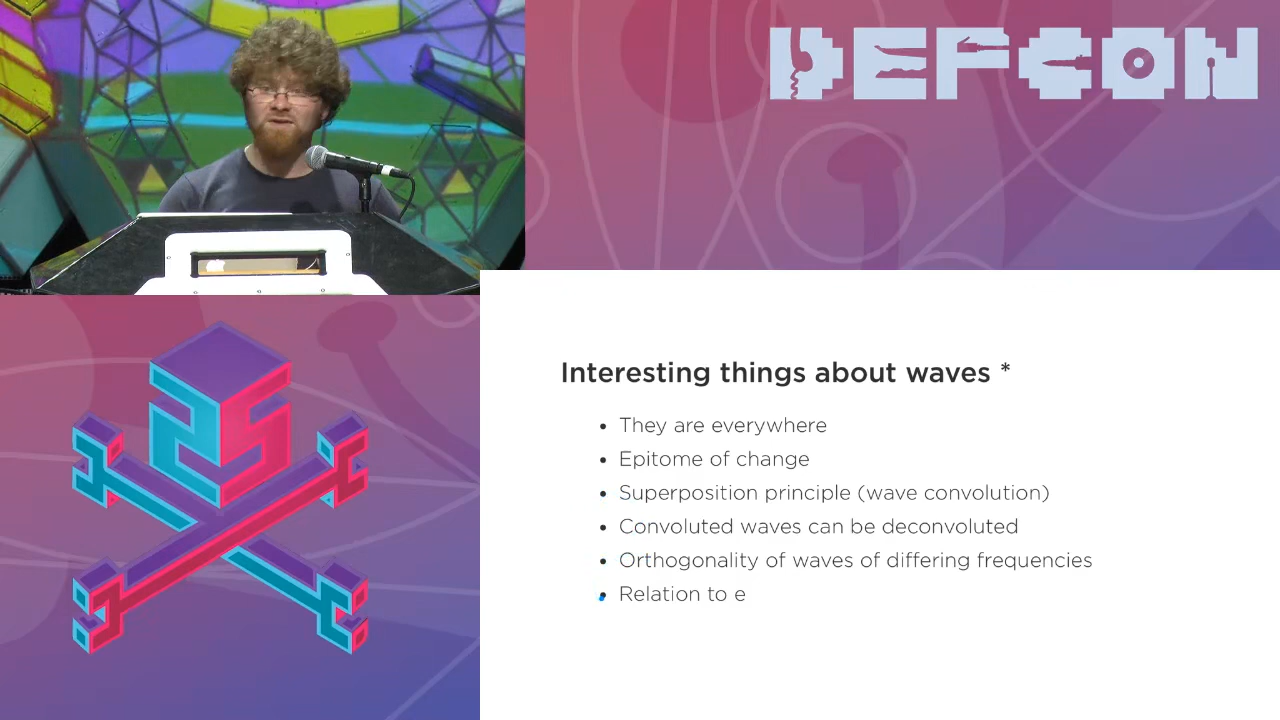 DEFCON
Interesting things about waves *
• They are everywhere
• Epitome of change
• Superposition principle (wave convolution)
• Convoluted waves can be deconvoluted
• Orthogonality of waves of differing frequencies
• Relation to e
25